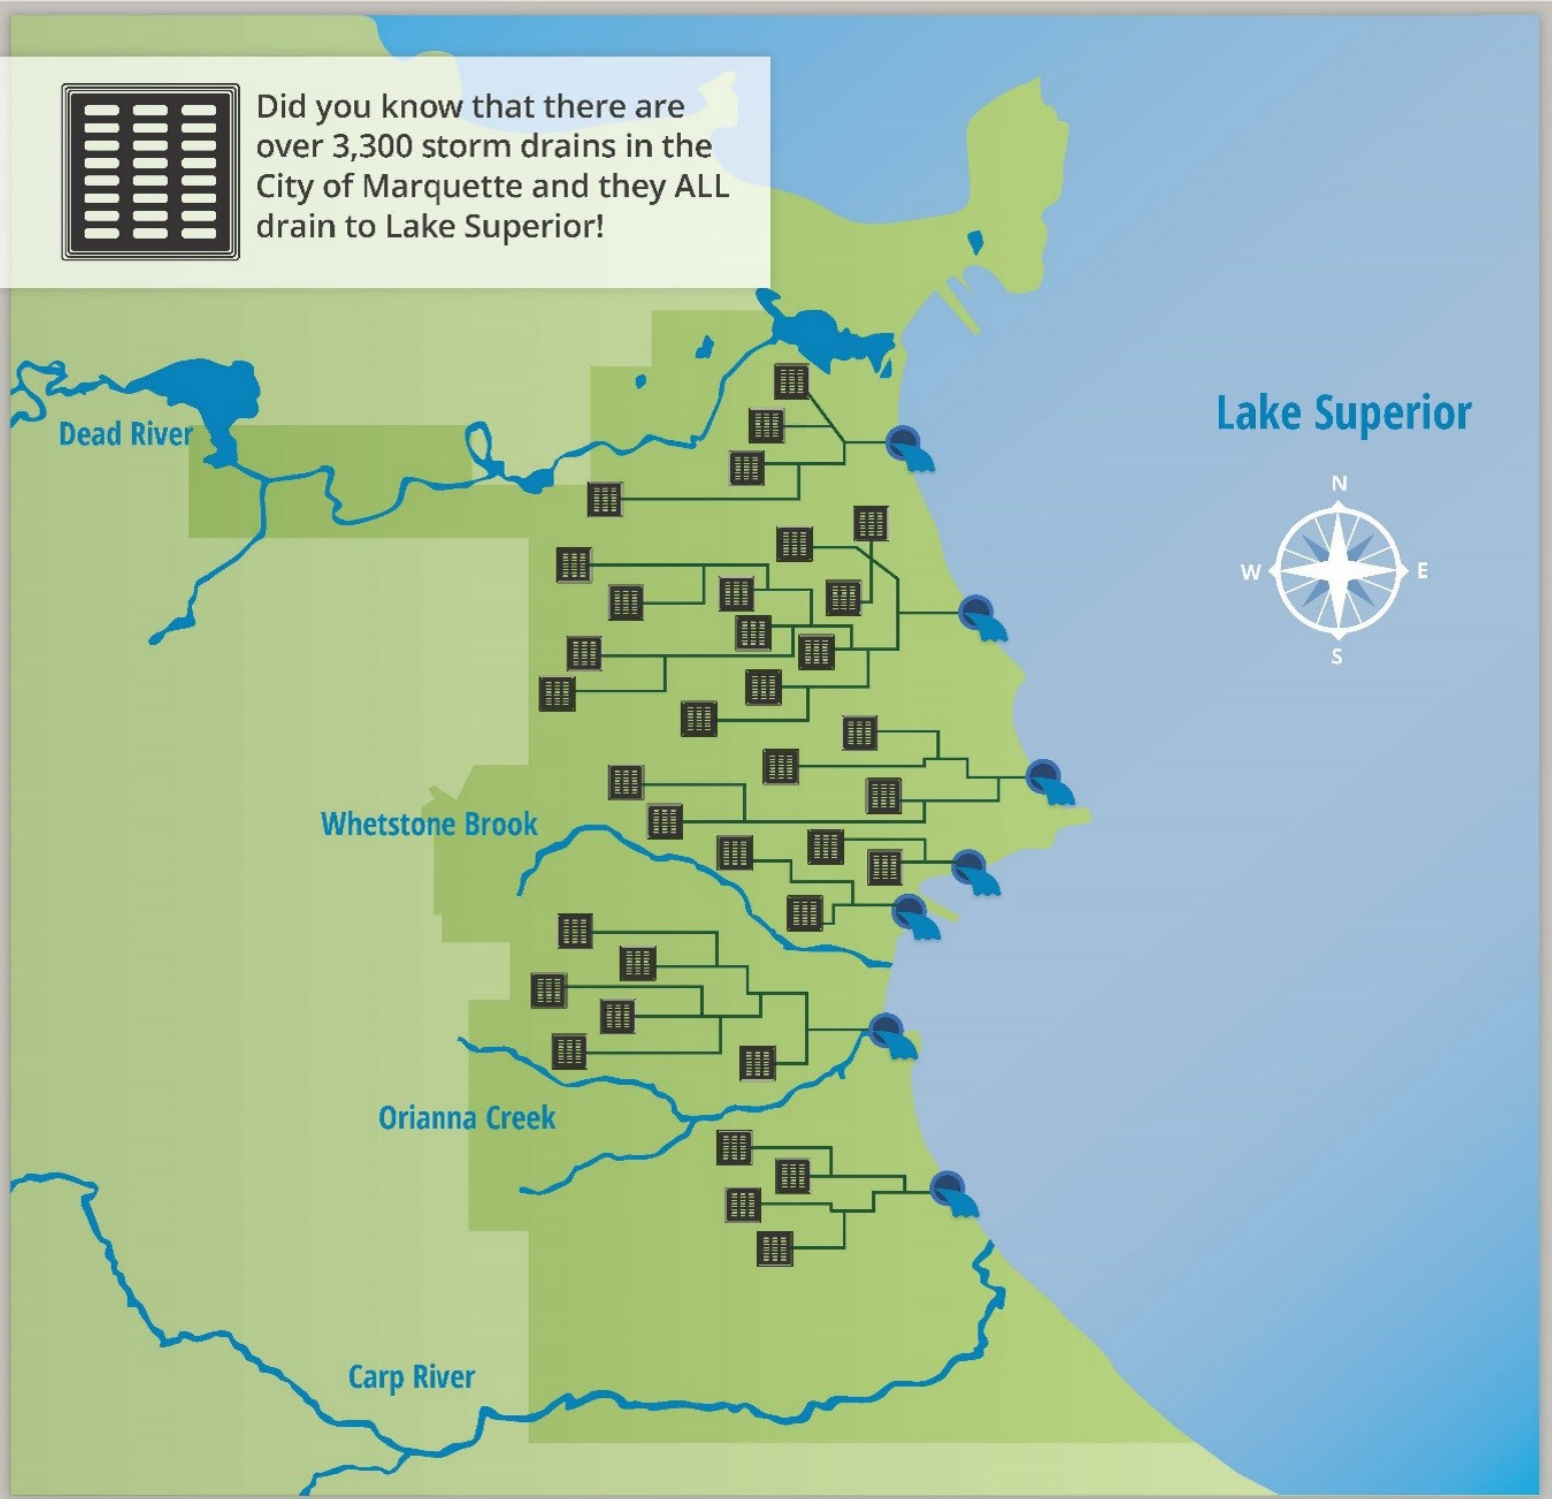 Did you know that there are
over 3,300 storm drains in the
City of Marquette and they ALL
drain to Lake Superior!
Dead River
Lake Superior
N
W
E
S
Whetstone Brook
Orianna Creek
Carp River